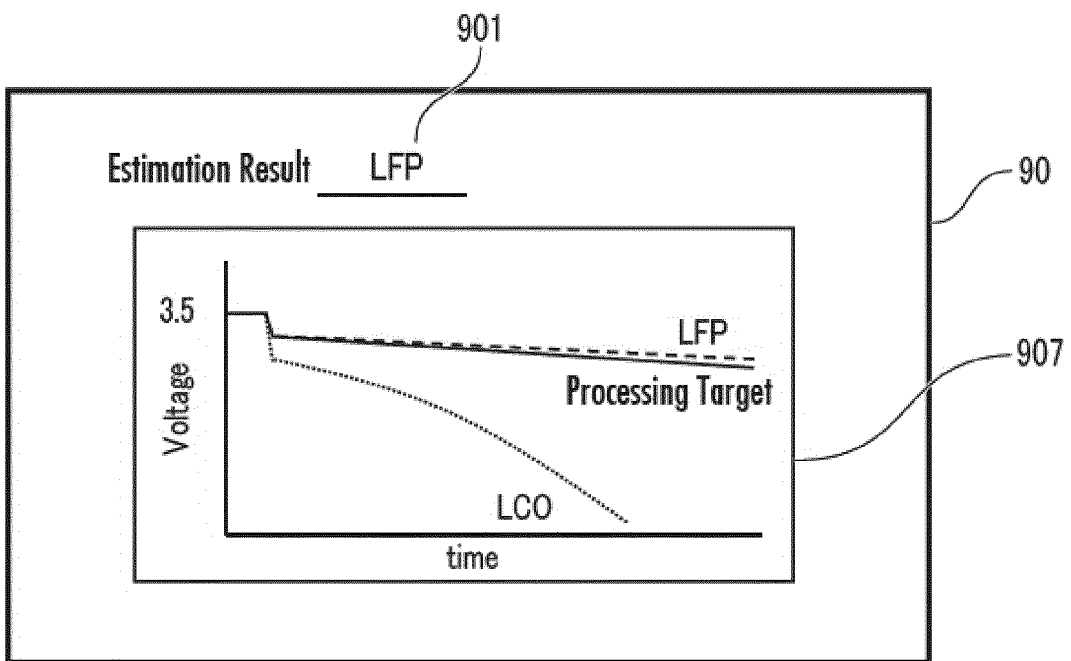 901
Estimation Result LFP
90
3.5
LFP
907
Processing Target
Voltage
LCO
time